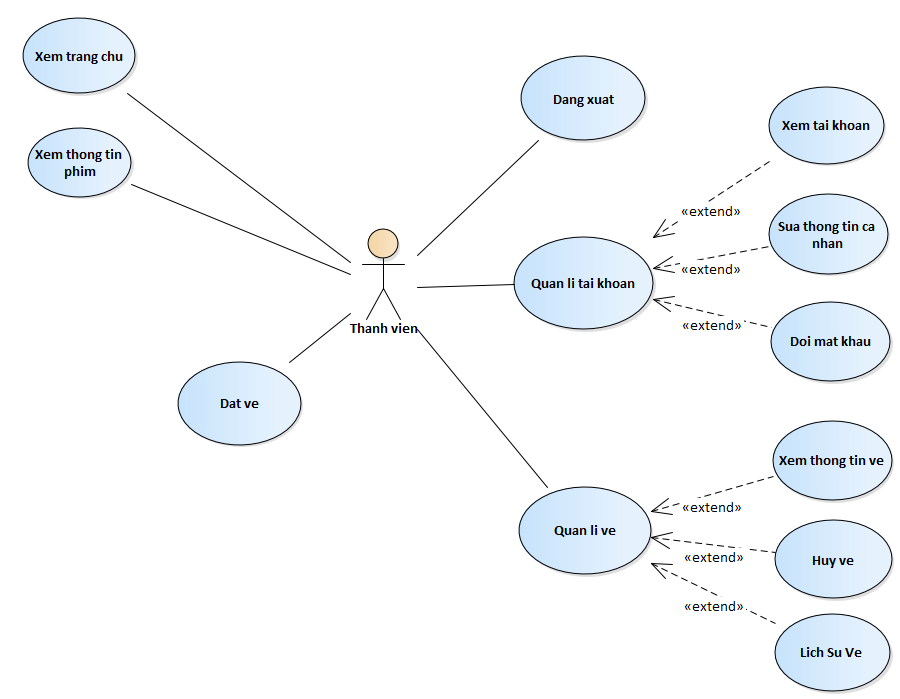 Xem trang chu
Xem thong tin
phim
Dat ve
Thanh vien
Dang xuat
Quan li tai khoan
Quan li ve
«extend»
«extend»
«extend»
«extend»
«extend»
«extend»
Xem tai khoan
Sua thong tin ca
nhan
Doi mat khau
Xem thong tin ve
Huy ve
Lich Su Ve